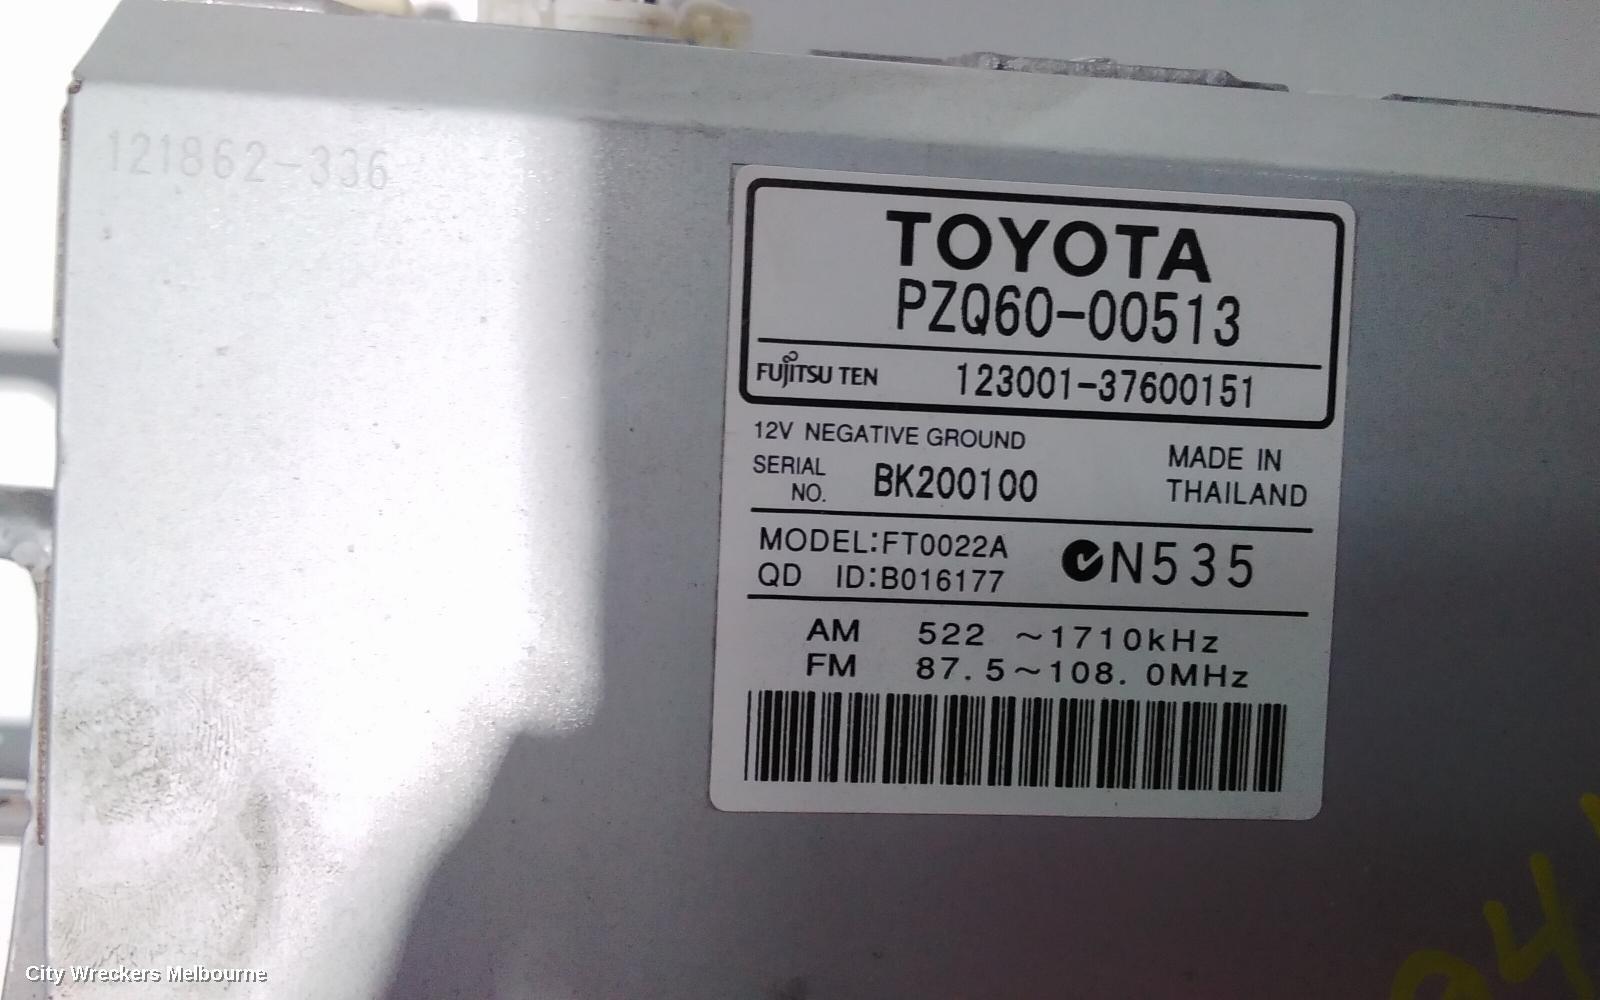 121862-336
TOYOTA
PZQ60-00513
FUJITSU TEN 123001-37600151
12V NEGATIVE GROUND
SERIAL NO. BK200100
MADE IN THAILAND
MODEL:FT0022A
QD ID:B016177
N535
AM 522 ~1710kHz
FM 87.5~108.0MHz
City Wreckers Melbourne